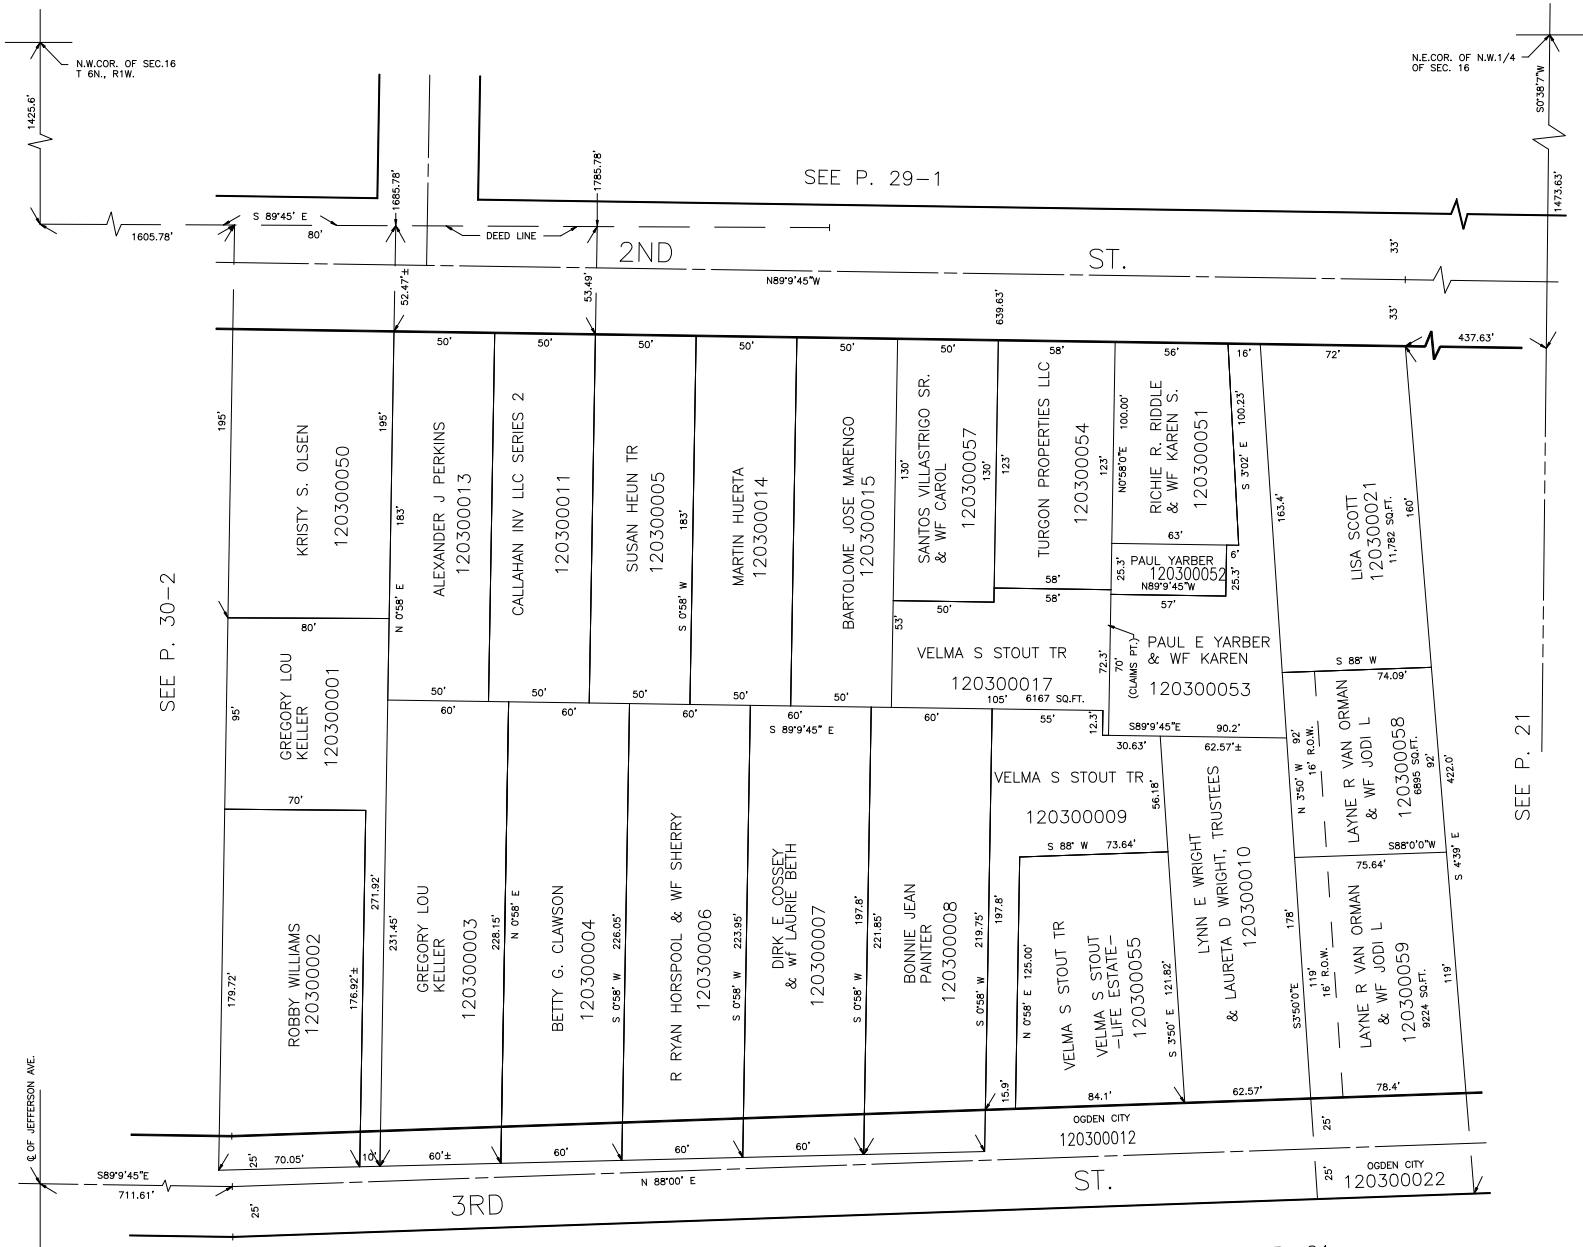 N.W.COR. OF SEC.16
T 6N., R1W.
N.E.COR. OF N.W.1/4
OF SEC. 16
1425.6'
S0°38'7"W
1473.63'
SEE P. 29-1
1685.78'
1785.78'
S 89°45' E
80'
1605.78'
DEED LINE
2ND
ST.
33'
N89°9'45"W
52.47'±
53.49'
639.63'
33'
437.63'
50'
50'
50'
50'
50'
50'
58'
56'
16'
72'
195'
KRISTY S. OLSEN
120300050
195'
183'
N 0°58' E
ALEXANDER J PERKINS
120300013
CALLAHAN INV LLC SERIES 2
120300011
SUSAN HEUN TR
120300005
183'
S 0°58' W
MARTIN HUERTA
120300014
BARTOLOME JOSE MARENGO
120300015
130'
SANTOS VILLASTRIGO SR.
& WF CAROL
120300057
130'
123'
TURGON PROPERTIES LLC
120300054
123'
N0°58'0"E 100.00'
RICHIE R. RIDDLE
& WF KAREN S.
120300051
S 3°02' E 100.23'
163.4'
LISA SCOTT
120300021
11,782 SQ.FT.
160'
63'
6'
PAUL YARBER
120300052
25.3'
25.3'
N89°9'45"W
57'
58'
58'
50'
53'
SEE P. 30-2
80'
GREGORY LOU
KELLER
120300001
95'
VELMA S STOUT TR
120300017
6167 SQ.FT.
105'
72.3'
70'
(CLAIMS PT.)
PAUL E YARBER
& WF KAREN
120300053
S 88° W
74.09'
50'
50'
50'
50'
50'
60'
60'
60'
60'
60'
55'
12.3'
S 89°9'45" E
S89°9'45"E 90.2'
30.63'
62.57'±
N 3°50' W 92'
16' R.O.W.
LAYNE R VAN ORMAN
& WF JODI L
120300058
6895 SQ.FT.
92'
422.0'
S 4°39' E
SEE P. 21
70'
VELMA S STOUT TR
120300009
56.18'
S 88° W 73.64'
S88°0'0"W
75.64'
179.72'
ROBBY WILLIAMS
120300002
176.92'±
271.92'
231.45'
GREGORY LOU
KELLER
120300003
228.15'
N 0°58' E
BETTY G. CLAWSON
120300004
S 0°58' W 226.05'
R RYAN HORSPOOL & WF SHERRY
120300006
S 0°58' W 223.95'
DIRK E COSSEY
& wf LAURIE BETH
120300007
S 0°58' W 197.8'
221.85'
BONNIE JEAN
PAINTER
120300008
S 0°58' W 219.75'
197.8'
15.9'
N 0°58' E 125.00'
VELMA S STOUT TR
VELMA S STOUT
-LIFE ESTATE-
120300055
S 3°50' E 121.82'
LYNN E WRIGHT
& LAURETA D WRIGHT, TRUSTEES
120300010
178'
S3°50'0"E
119'
16' R.O.W.
LAYNE R VAN ORMAN
& WF JODI L
120300059
9224 SQ.FT.
119'
84.1'
62.57'
78.4'
OGDEN CITY
120300012
25'
₵ OF JEFFERSON AVE.
25'
70.05'
10'
60'±
60'
60'
60'
S89°9'45"E
711.61'
N 88°00' E
25'
3RD
ST.
25'
OGDEN CITY
120300022